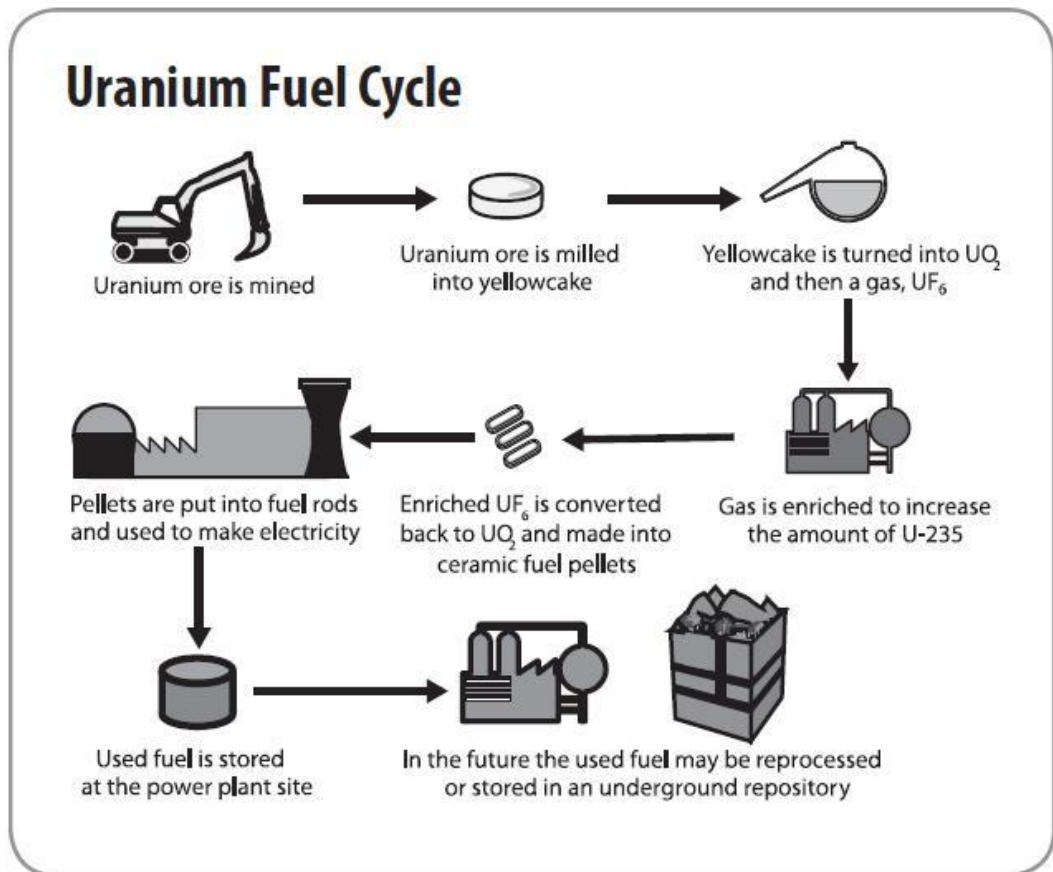 Uranium Fuel Cycle
Uranium ore is mined
Uranium ore is milled
into yellowcake
Yellowcake is turned into UO₂
and then a gas, UF₆
Gas is enriched to increase
the amount of U-235
Enriched UF₆ is converted
back to UO₂ and made into
ceramic fuel pellets
Pellets are put into fuel rods
and used to make electricity
Used fuel is stored
at the power plant site
In the future the used fuel may be reprocessed
or stored in an underground repository